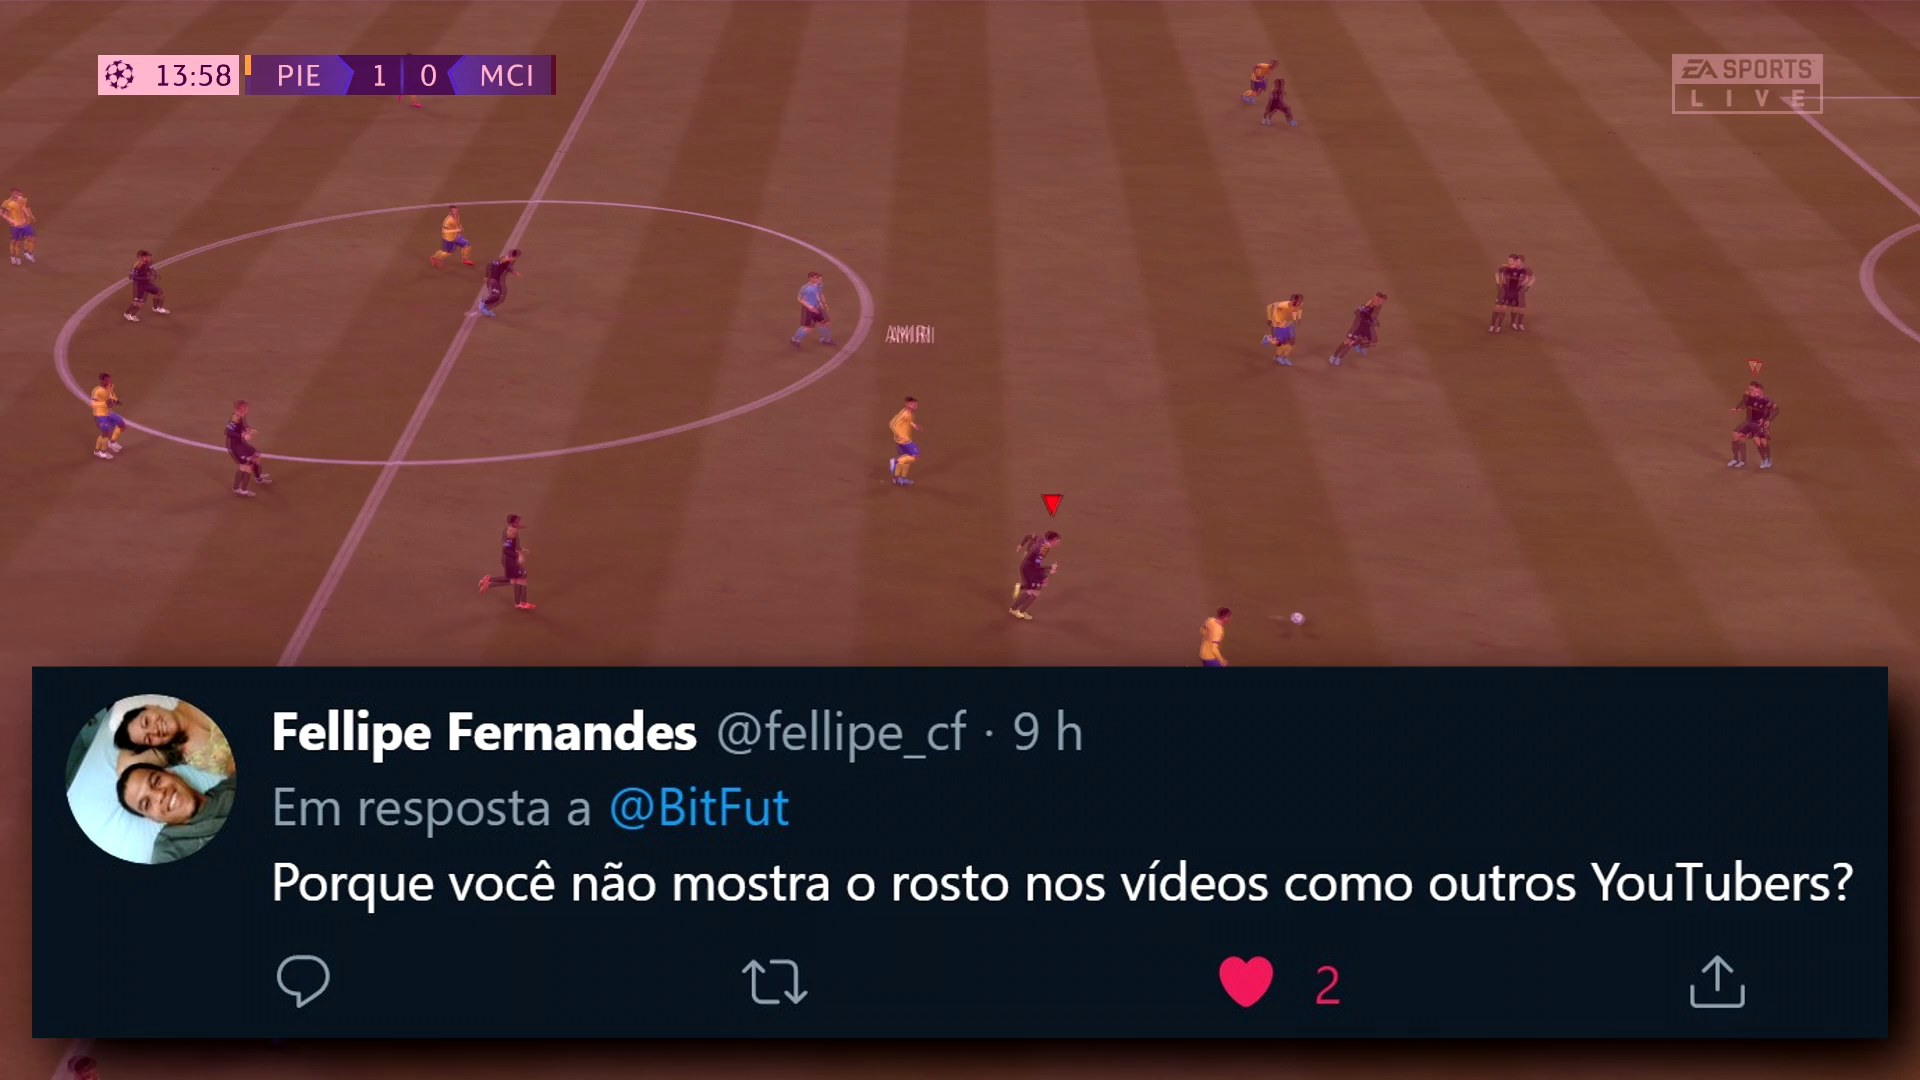 13:58 PIE 1 0 MCI
EA SPORTS
LIVE
AMIRI
Fellipe Fernandes @fellipe_cf · 9 h
Em resposta a @BitFut
Porque você não mostra o rosto nos vídeos como outros YouTubers?
2